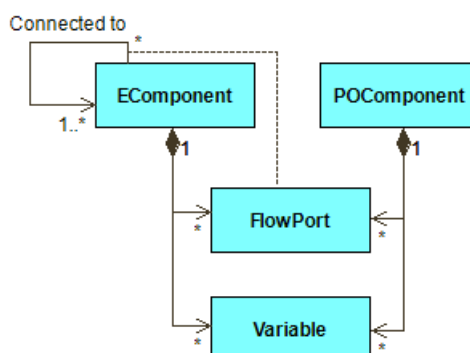 Connected to
*
EComponent
POComponent
1..*
1
1
FlowPort
*
*
Variable
*
*